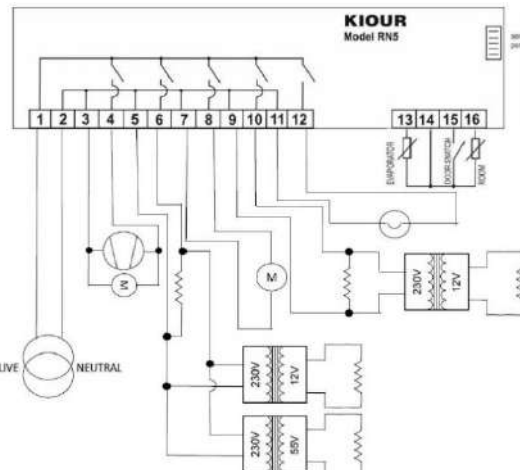 KIOUR
Model RN5
1 2 3 4 5 6 7 8 9 10 11 12
13 14 15 16
EVAPORATOR
DOOR SWITCH
ROOM
M
M
230V
12V
LIVE
NEUTRAL
230V
12V
230V
55V